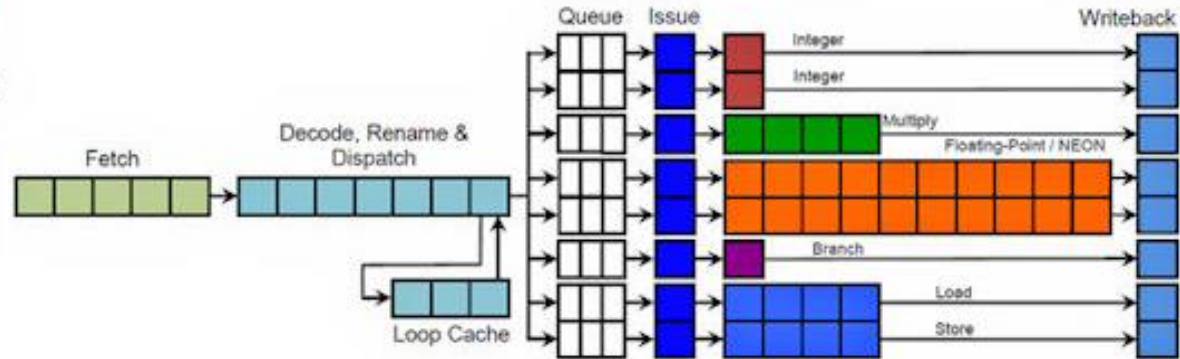 Queue Issue Writeback
Integer
Integer
Decode, Rename &
Dispatch
Multiply
Fetch
Floating-Point / NEON
Branch
Load
Loop Cache
Store